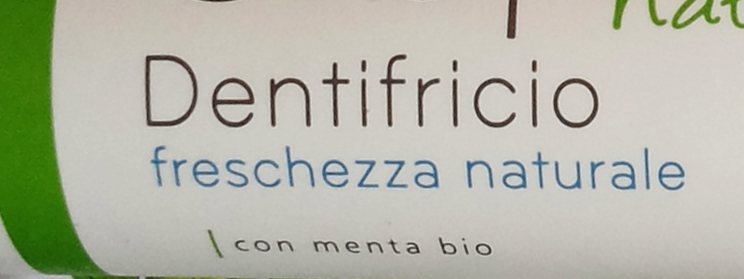 Dentifricio
freschezza naturale
con menta bio